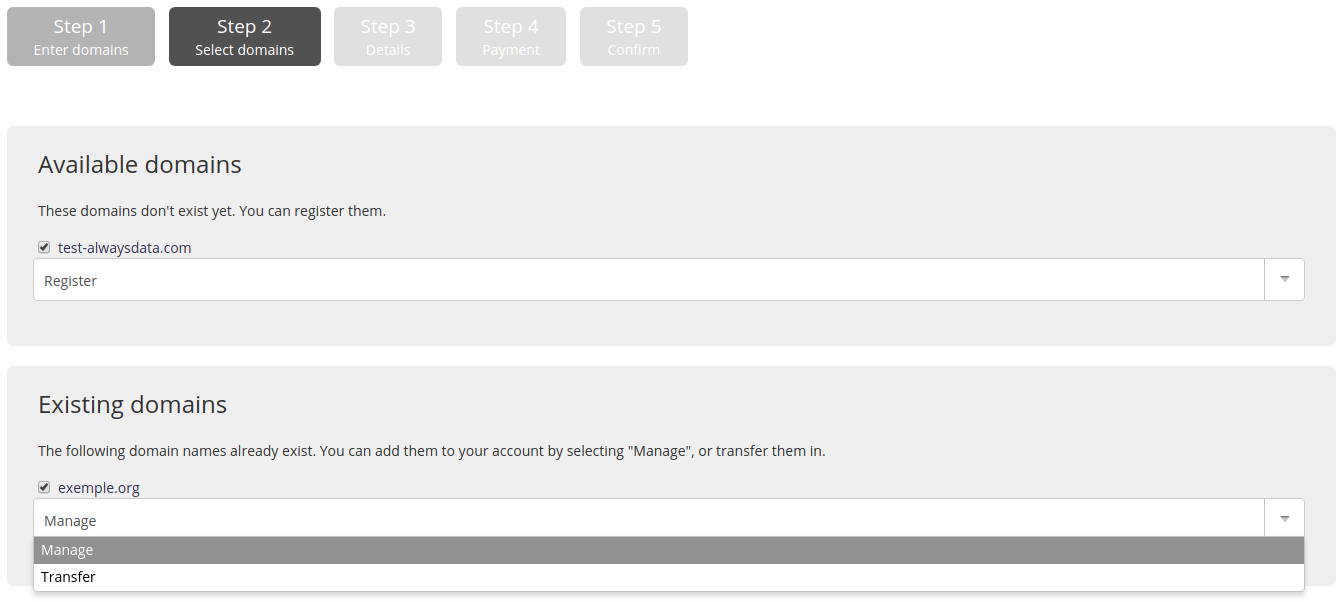 Step 1
Enter domains
Step 2
Select domains
Step 3
Details
Step 4
Payment
Step 5
Confirm
Available domains
These domains don't exist yet. You can register them.
test-alwaysdata.com
Register
Existing domains
The following domain names already exist. You can add them to your account by selecting "Manage", or transfer them in.
exemple.org
Manage
Manage
Transfer